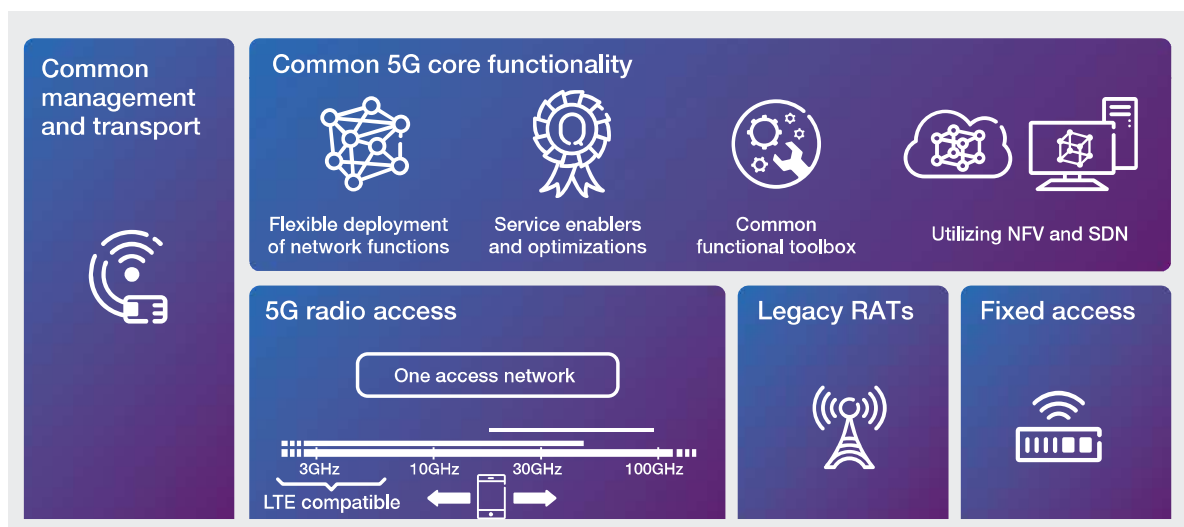 Common
management
and transport
Common 5G core functionality
Flexible deployment
of network functions
Service enablers
and optimizations
Common
functional toolbox
Utilizing NFV and SDN
5G radio access
One access network
3GHz
10GHz
30GHz
100GHz
LTE compatible
Legacy RATs
Fixed access